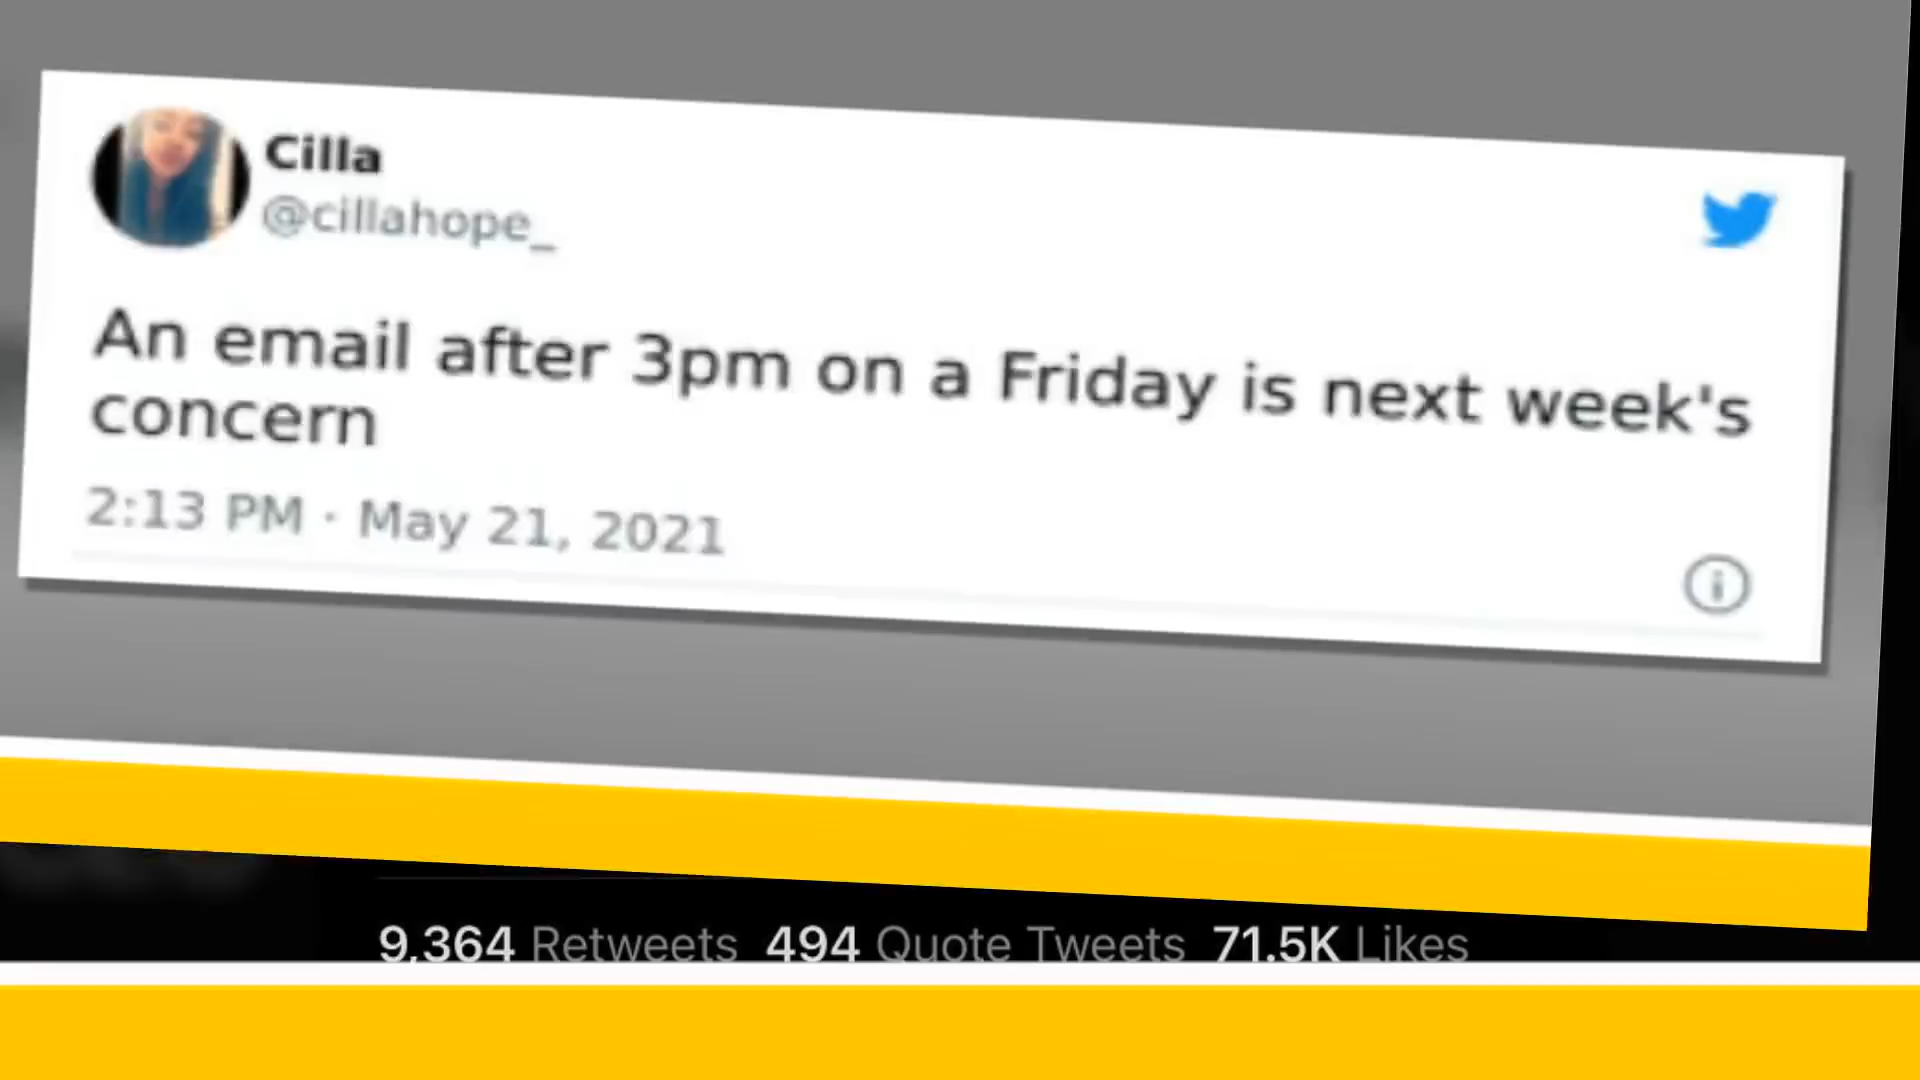 Cilla
@cillahope_
An email after 3pm on a Friday is next week's
concern
2:13 PM · May 21, 2021
9,364 Retweets 494 Quote Tweets 71.5K Likes